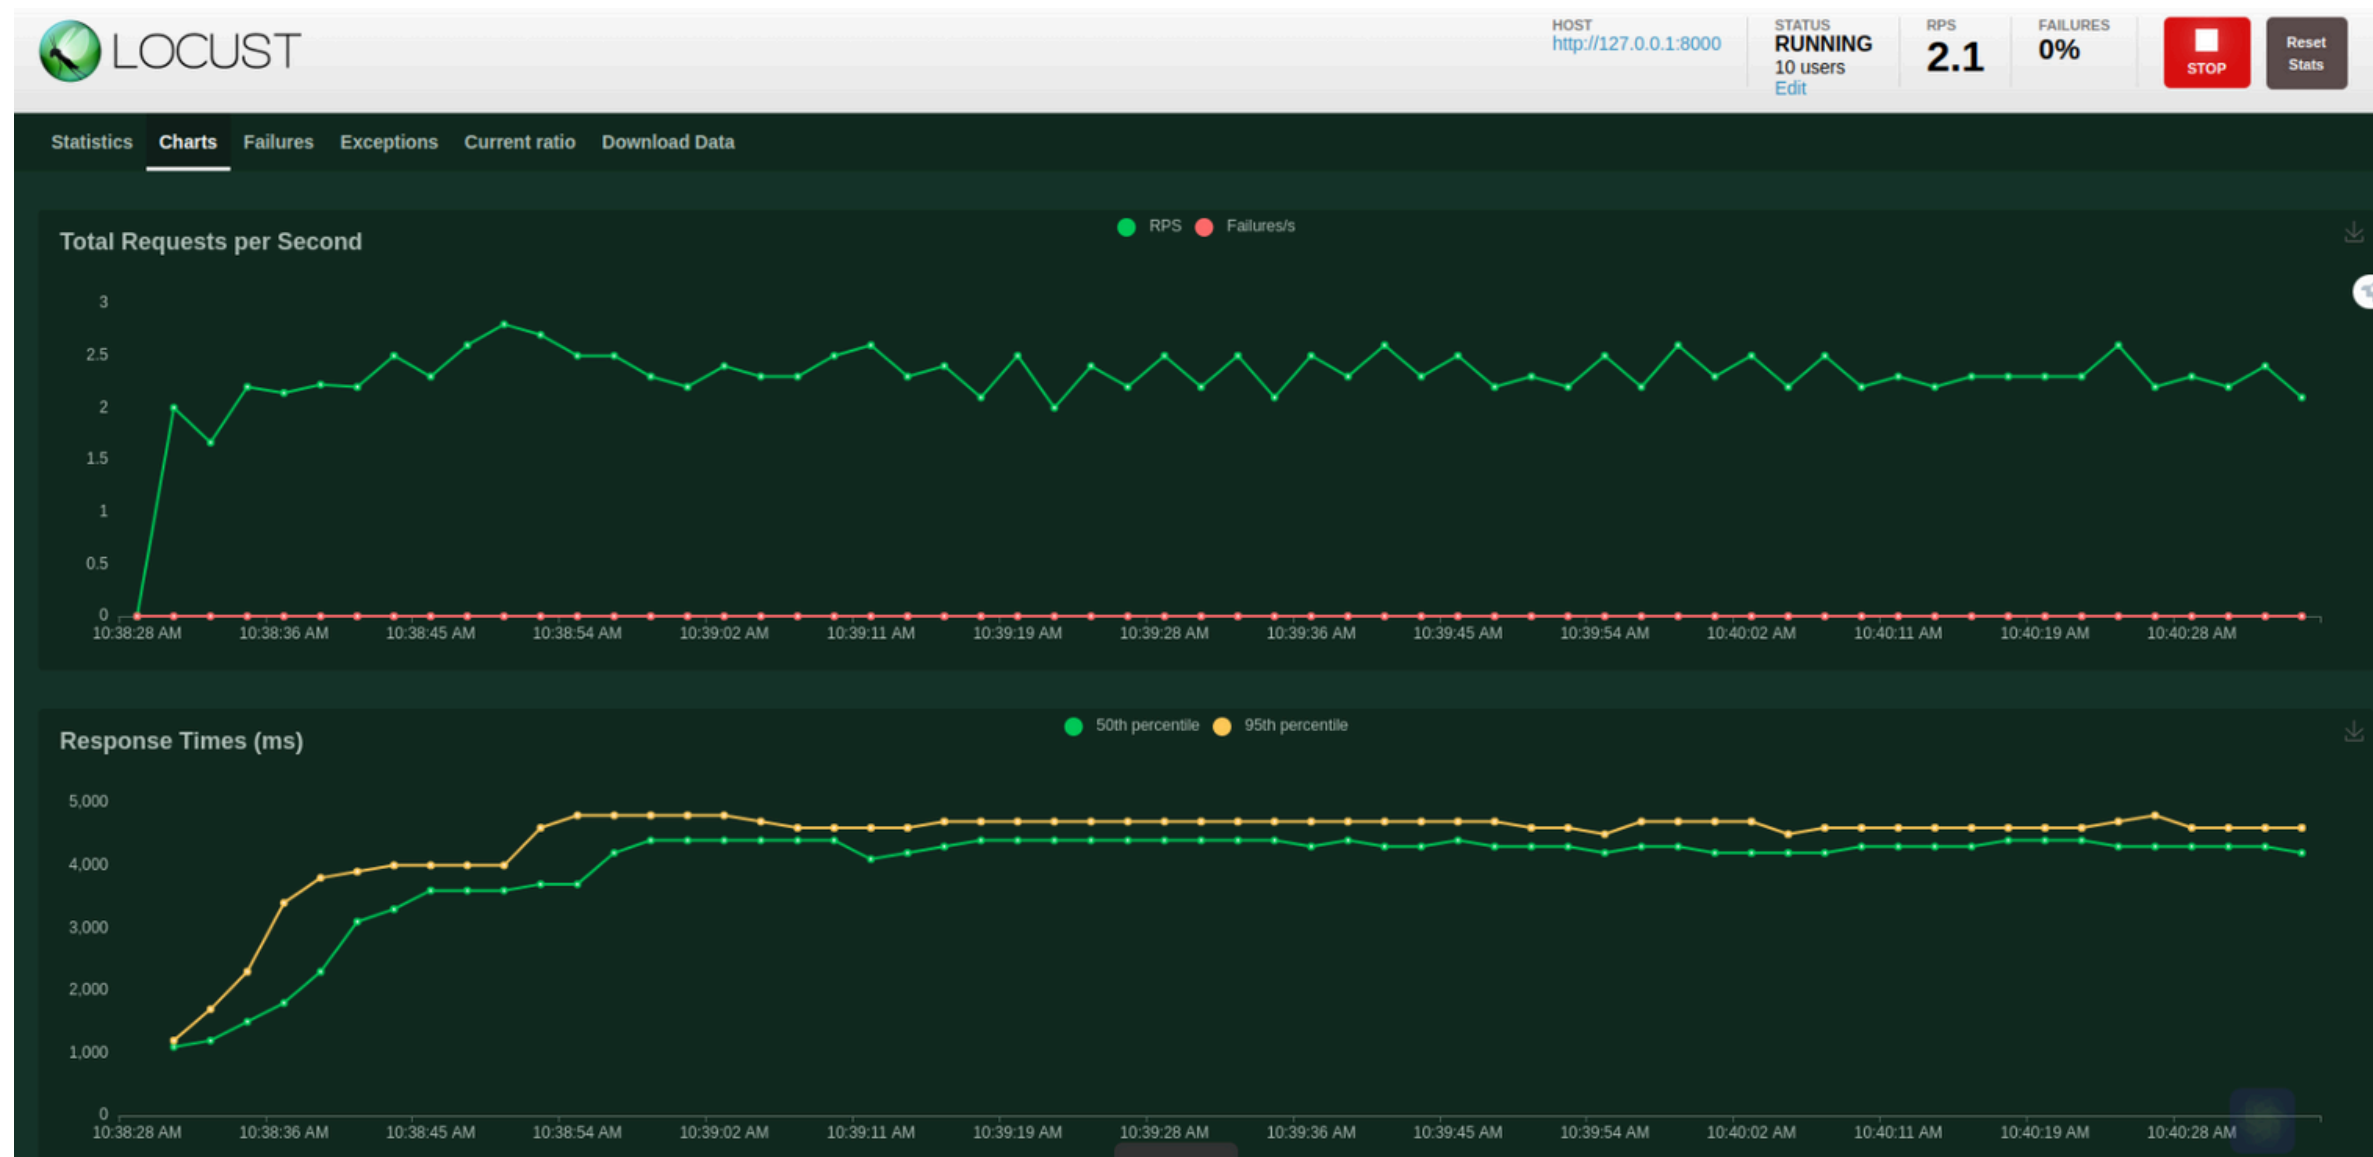 LOCUST
HOST
http://127.0.0.1:8000
STATUS
RUNNING
10 users
Edit
RPS
2.1
FAILURES
0%
STOP
Reset
Stats
Statistics Charts Failures Exceptions Current ratio Download Data
Total Requests per Second
RPS Failures/s
3
2.5
2
1.5
1
0.5
0
10:38:28 AM 10:38:36 AM 10:38:45 AM 10:38:54 AM 10:39:02 AM 10:39:11 AM 10:39:19 AM 10:39:28 AM 10:39:36 AM 10:39:45 AM 10:39:54 AM 10:40:02 AM 10:40:11 AM 10:40:19 AM 10:40:28 AM
Response Times (ms)
50th percentile 95th percentile
5,000
4,000
3,000
2,000
1,000
0
10:38:28 AM 10:38:36 AM 10:38:45 AM 10:38:54 AM 10:39:02 AM 10:39:11 AM 10:39:19 AM 10:39:28 AM 10:39:36 AM 10:39:45 AM 10:39:54 AM 10:40:02 AM 10:40:11 AM 10:40:19 AM 10:40:28 AM